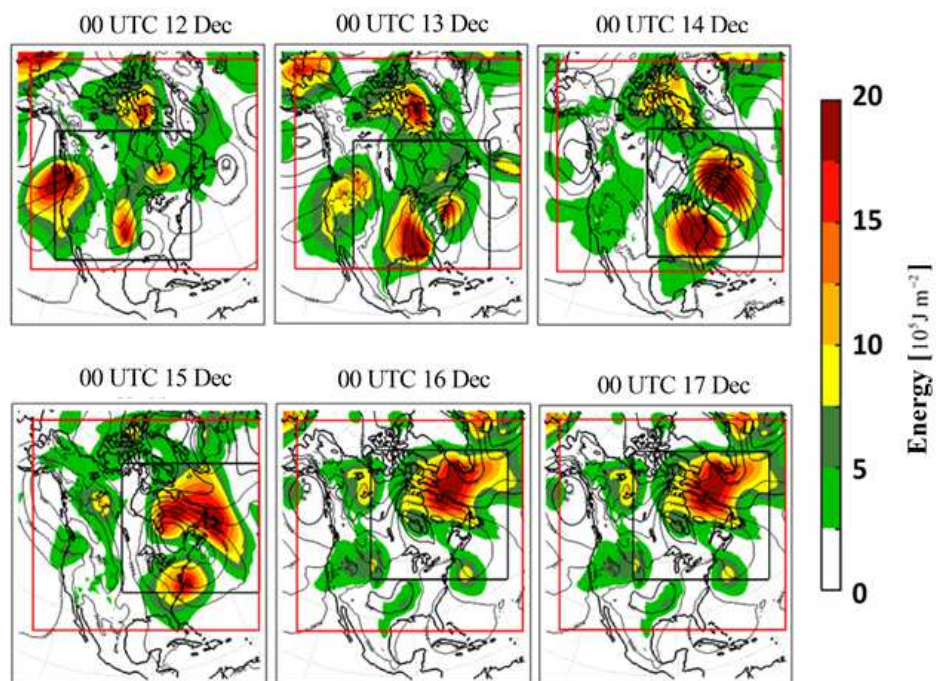 00 UTC 12 Dec
00 UTC 13 Dec
00 UTC 14 Dec
20
15
10
5
0
Energy [10⁵J m⁻²]
00 UTC 15 Dec
00 UTC 16 Dec
00 UTC 17 Dec